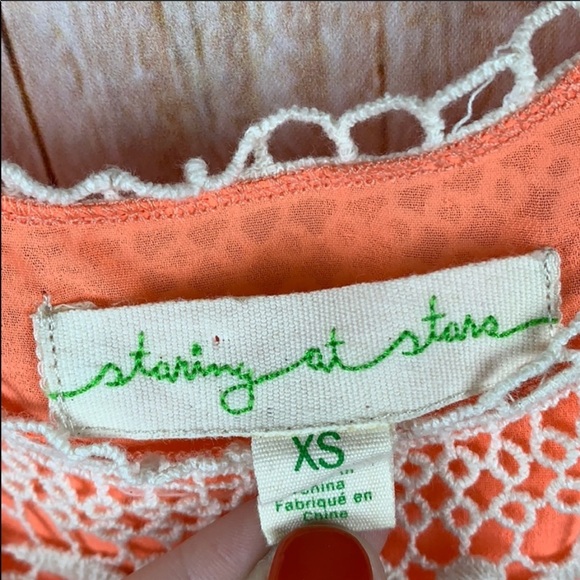 staring at stars
XS
China
Fabriqué en
Chine